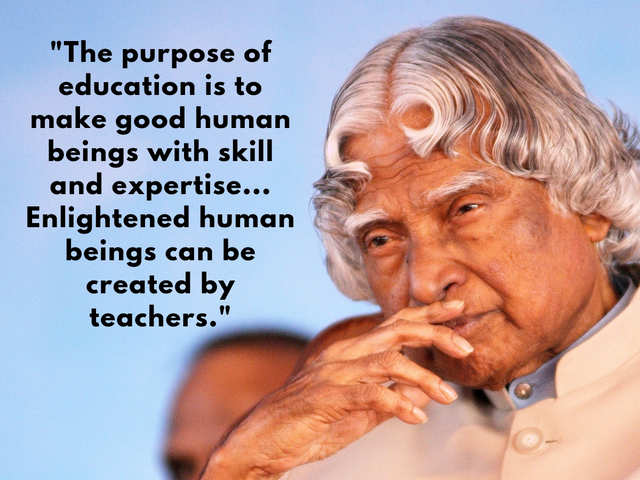 "The purpose of
education is to
make good human
beings with skill
and expertise...
Enlightened human
beings can be
created by
teachers."